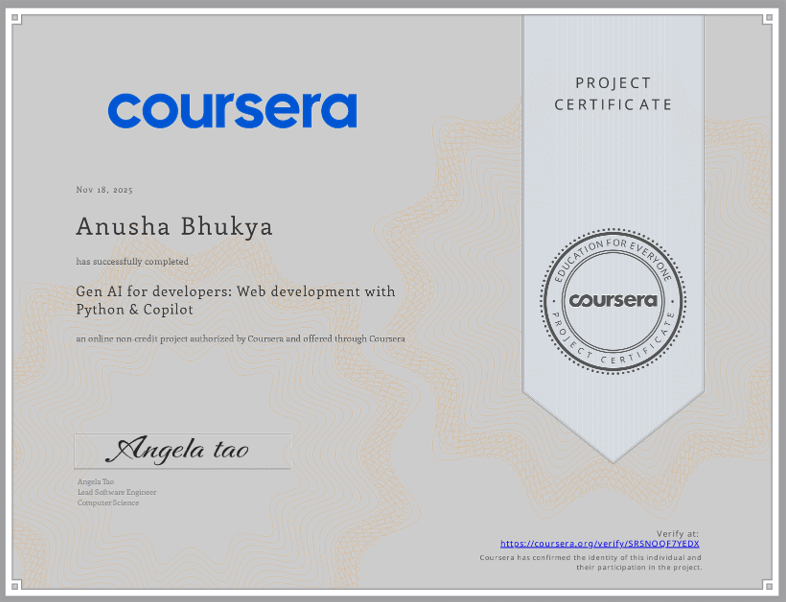 coursera
PROJECT
CERTIFICATE
Nov 18, 2025
Anusha Bhukya
has successfully completed
Gen AI for developers: Web development with
Python & Copilot
an online non-credit project authorized by Coursera and offered through Coursera
EDUCATION FOR EVERYONE
coursera
PROJECT CERTIFICATE
Angela tao
Angela Tao
Lead Software Engineer
Computer Science
Verify at:
https://coursera.org/verify/SRSNOQF7YEDX
Coursera has confirmed the identity of this individual and
their participation in the project.